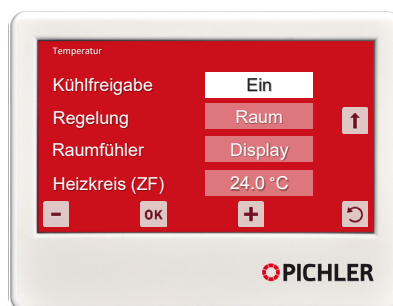 Temperatur
Kühlfreigabe Ein
Regelung Raum
Raumfühler Display
Heizkreis (ZF) 24.0 °C
- OK +
PICHLER